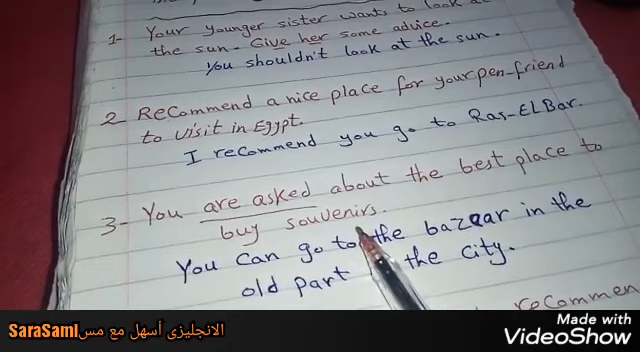 1- Your younger sister wants to look at
the sun. Give her some advice.
You shouldn't look at the sun.
2 Recommend a nice place for your pen-friend
to visit in Egypt.
I recommend you go to Ras-El Bar.
3- You are asked about the best place to
buy souvenirs.
You can go to the bazaar in the
old part the city.
recommen
الانجليزى أسهل مع مسSaraSamI
Made with
VideoShow